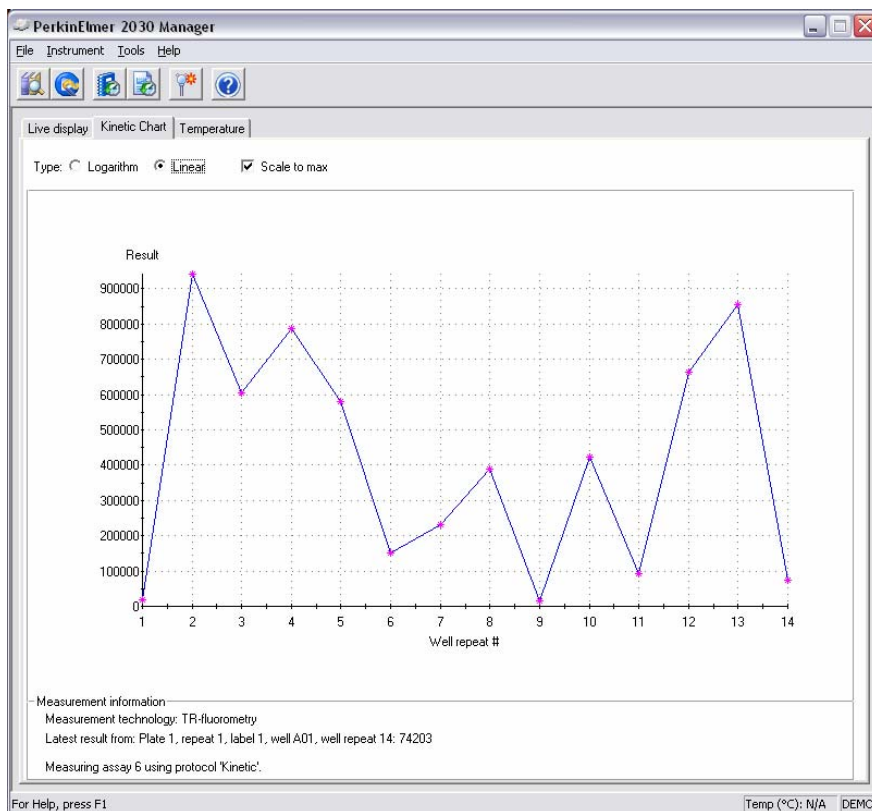 PerkinElmer 2030 Manager
File Instrument Tools Help
Live display Kinetic Chart Temperature
Type: Logarithm Linear Scale to max
Result
900000
800000
700000
600000
500000
400000
300000
200000
100000
0
1 2 3 4 5 6 7 8 9 10 11 12 13 14
Well repeat #
Measurement information
Measurement technology: TR-fluorometry
Latest result from: Plate 1, repeat 1, label 1, well A01, well repeat 14: 74203
Measuring assay 6 using protocol 'Kinetic'.
For Help, press F1 Temp (°C): N/A DEMO